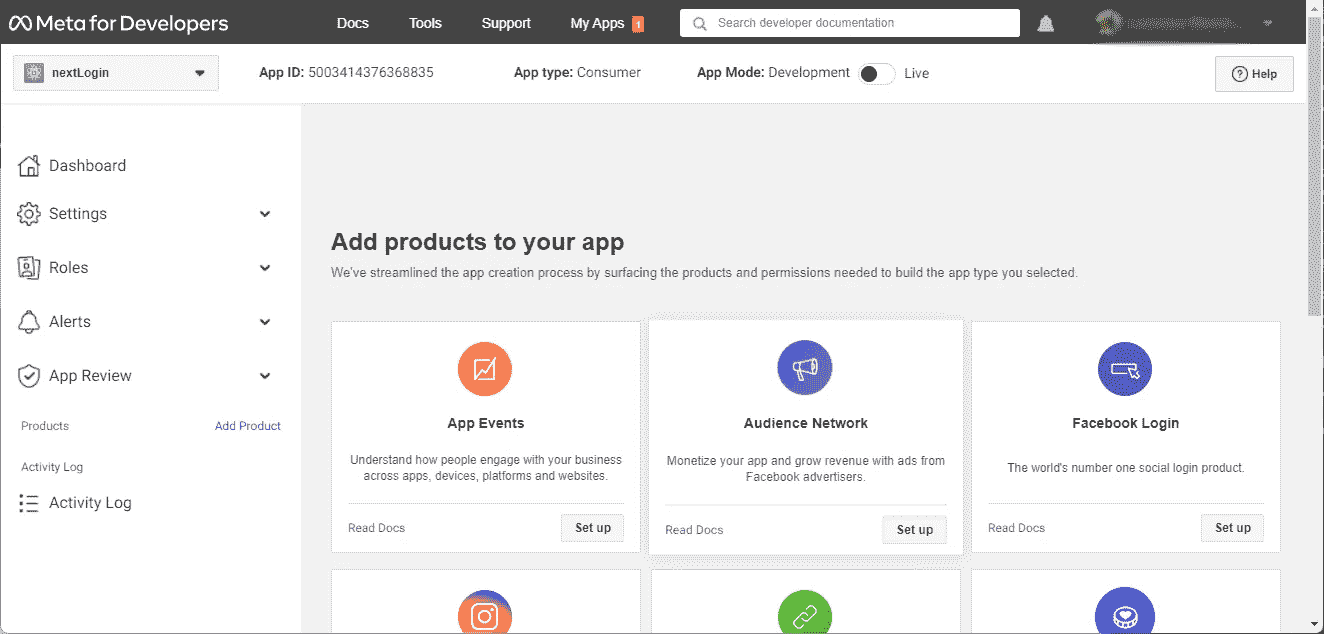 Meta for Developers
Docs
Tools
Support
My Apps 1
Search developer documentation
nextLogin
App ID: 5003414376368835
App type: Consumer
App Mode: Development
Live
Help
Dashboard
Settings
Roles
Alerts
App Review
Products
Add Product
Activity Log
Activity Log
Add products to your app
We've streamlined the app creation process by surfacing the products and permissions needed to build the app type you selected.
App Events
Understand how people engage with your business
across apps, devices, platforms and websites.
Read Docs
Set up
Audience Network
Monetize your app and grow revenue with ads from
Facebook advertisers.
Read Docs
Set up
Facebook Login
The world's number one social login product.
Read Docs
Set up